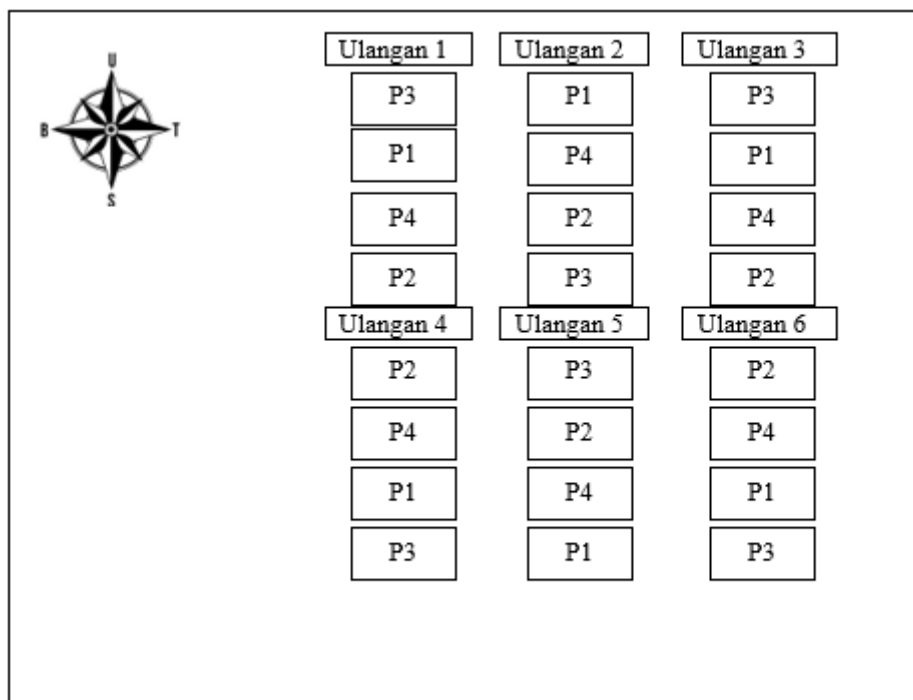 U
B T
S
Ulangan 1 Ulangan 2 Ulangan 3
P3 P1 P3
P1 P4 P1
P4 P2 P4
P2 P3 P2
Ulangan 4 Ulangan 5 Ulangan 6
P2 P3 P2
P4 P2 P4
P1 P4 P1
P3 P1 P3